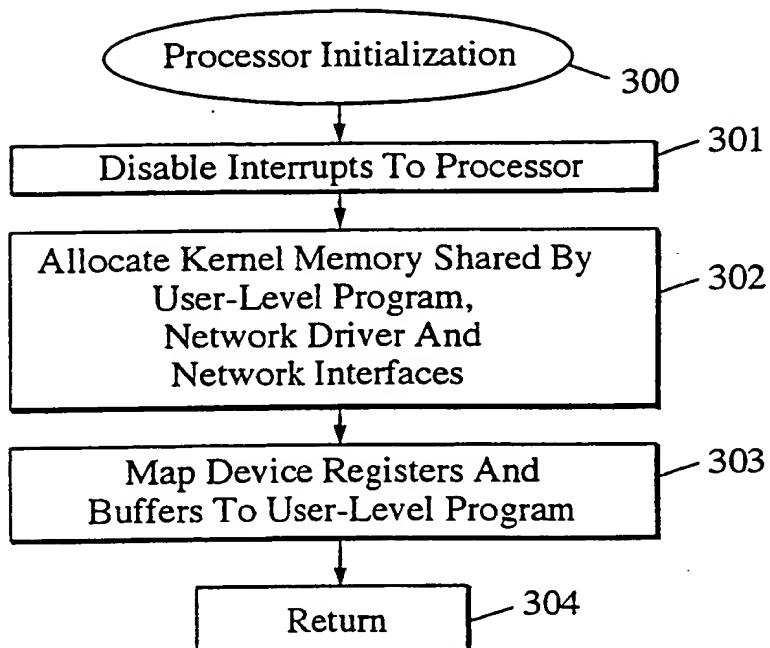 Processor Initialization
300
301
Disable Interrupts To Processor
Allocate Kernel Memory Shared By
User-Level Program,
Network Driver And
Network Interfaces
302
Map Device Registers And
Buffers To User-Level Program
303
Return
304